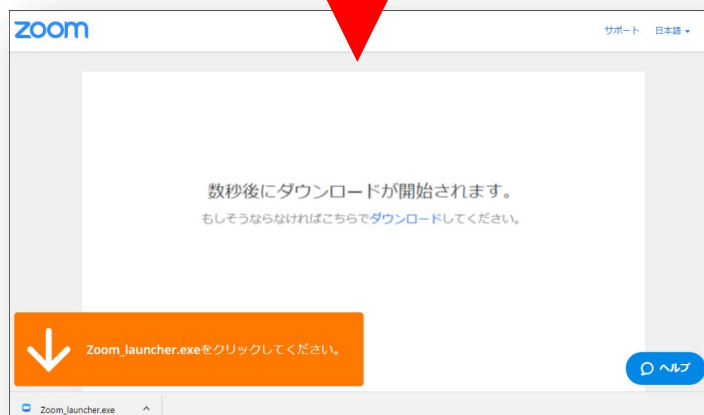 zoom
サポート 日本語
数秒後にダウンロードが開始されます。
もしそうならなければこちらでダウンロードしてください。
Zoom_launcher.exeをクリックしてください。
ヘルプ
Zoom_launcher.exe